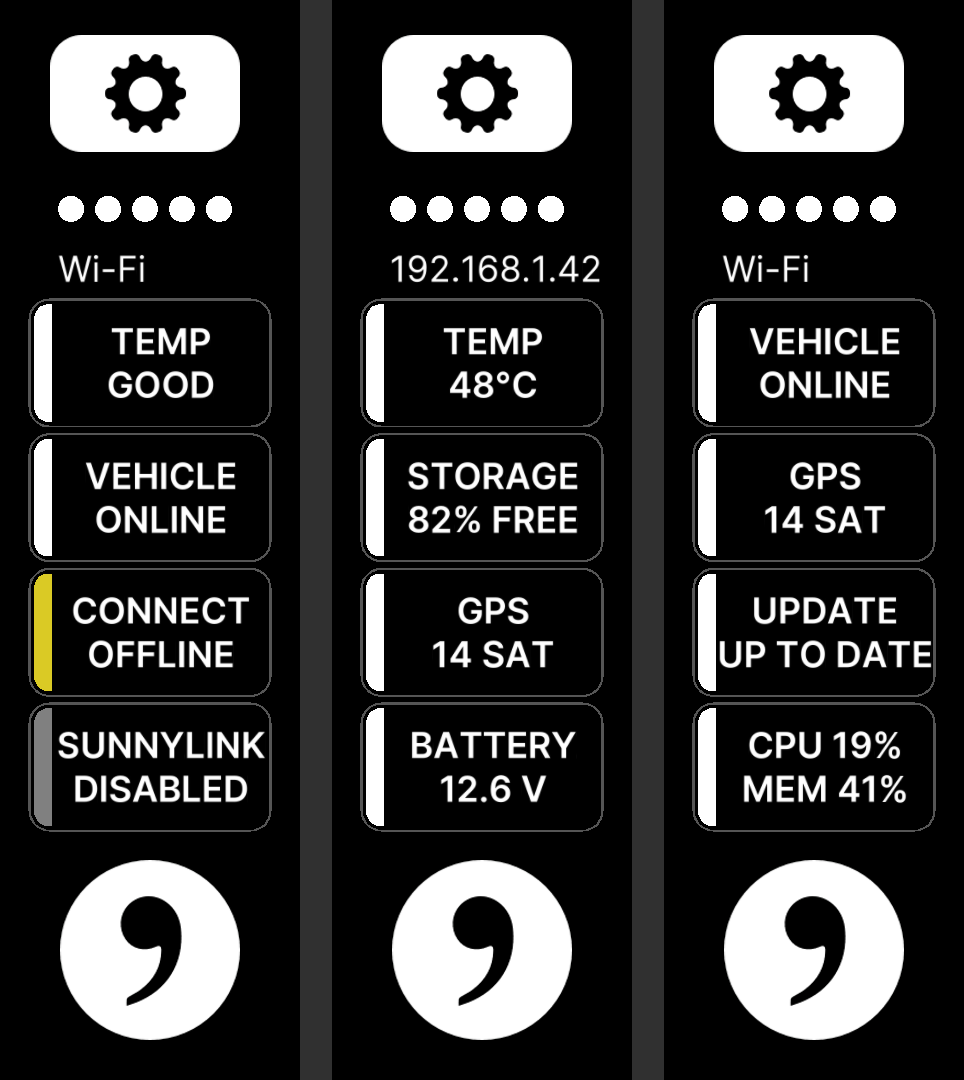 Wi-Fi
TEMP
GOOD
VEHICLE
ONLINE
CONNECT
OFFLINE
SUNNYLINK
DISABLED
192.168.1.42
TEMP
48°C
STORAGE
82% FREE
GPS
14 SAT
BATTERY
12.6 V
Wi-Fi
VEHICLE
ONLINE
GPS
14 SAT
UPDATE
UP TO DATE
CPU 19%
MEM 41%